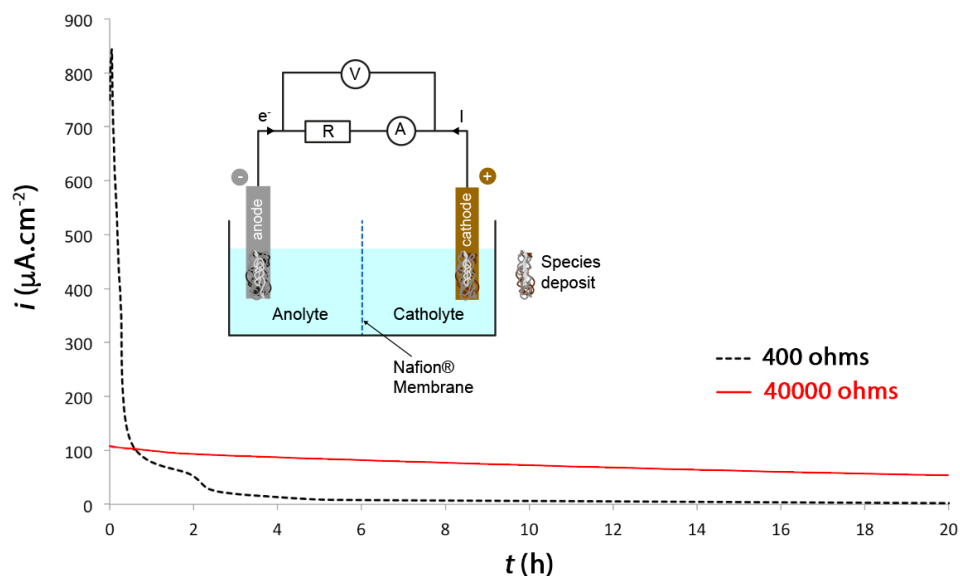 900
800
700
600
500
400
300
200
100
0
i (µA.cm⁻²)
V
e⁻
R
A
I
-
+
anode
cathode
Species
deposit
Anolyte
Catholyte
Nafion®
Membrane
400 ohms
40000 ohms
0 2 4 6 8 10 12 14 16 18 20
t (h)